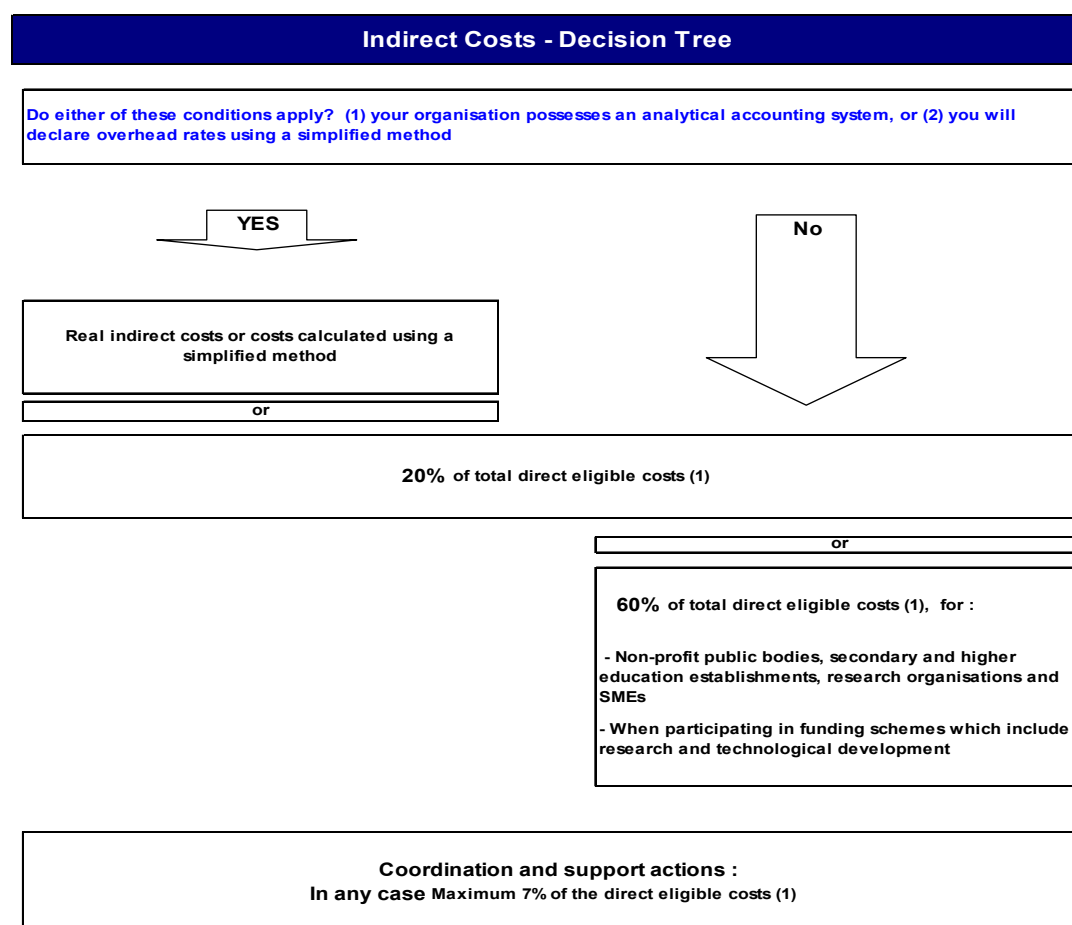 Indirect Costs - Decision Tree
Do either of these conditions apply? (1) your organisation possesses an analytical accounting system, or (2) you will
declare overhead rates using a simplified method
YES
No
Real indirect costs or costs calculated using a
simplified method
or
20% of total direct eligible costs (1)
or
60% of total direct eligible costs (1), for :
- Non-profit public bodies, secondary and higher
education establishments, research organisations and
SMEs
- When participating in funding schemes which include
research and technological development
Coordination and support actions :
In any case Maximum 7% of the direct eligible costs (1)